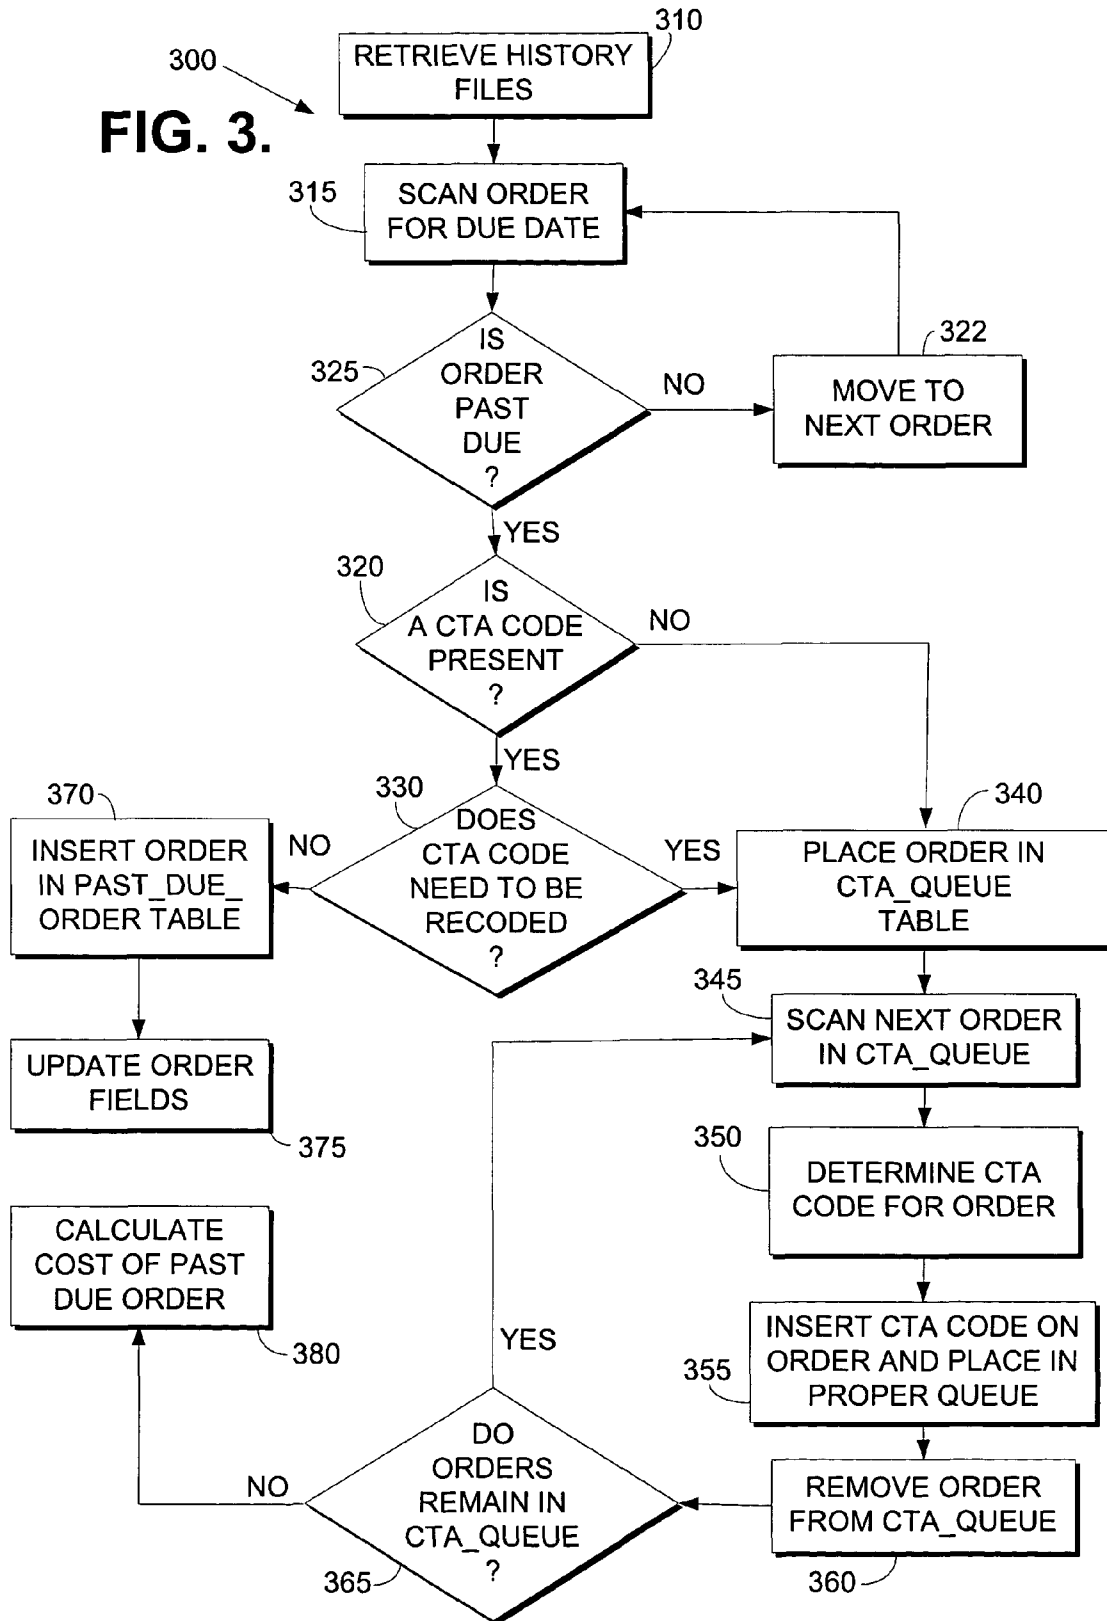 310
RETRIEVE HISTORY
FILES
300
FIG. 3.
315
SCAN ORDER
FOR DUE DATE
325
IS
ORDER
PAST
DUE
?
NO
322
MOVE TO
NEXT ORDER
YES
320
IS
A CTA CODE
PRESENT
?
NO
YES
370
INSERT ORDER
IN PAST_DUE_
ORDER TABLE
NO
330
DOES
CTA CODE
NEED TO BE
RECODED
?
YES
340
PLACE ORDER IN
CTA_QUEUE
TABLE
345
SCAN NEXT ORDER
IN CTA_QUEUE
UPDATE ORDER
FIELDS
375
350
DETERMINE CTA
CODE FOR ORDER
CALCULATE
COST OF PAST
DUE ORDER
380
YES
355
INSERT CTA CODE ON
ORDER AND PLACE IN
PROPER QUEUE
NO
DO
ORDERS
REMAIN IN
CTA_QUEUE
?
365
REMOVE ORDER
FROM CTA_QUEUE
360